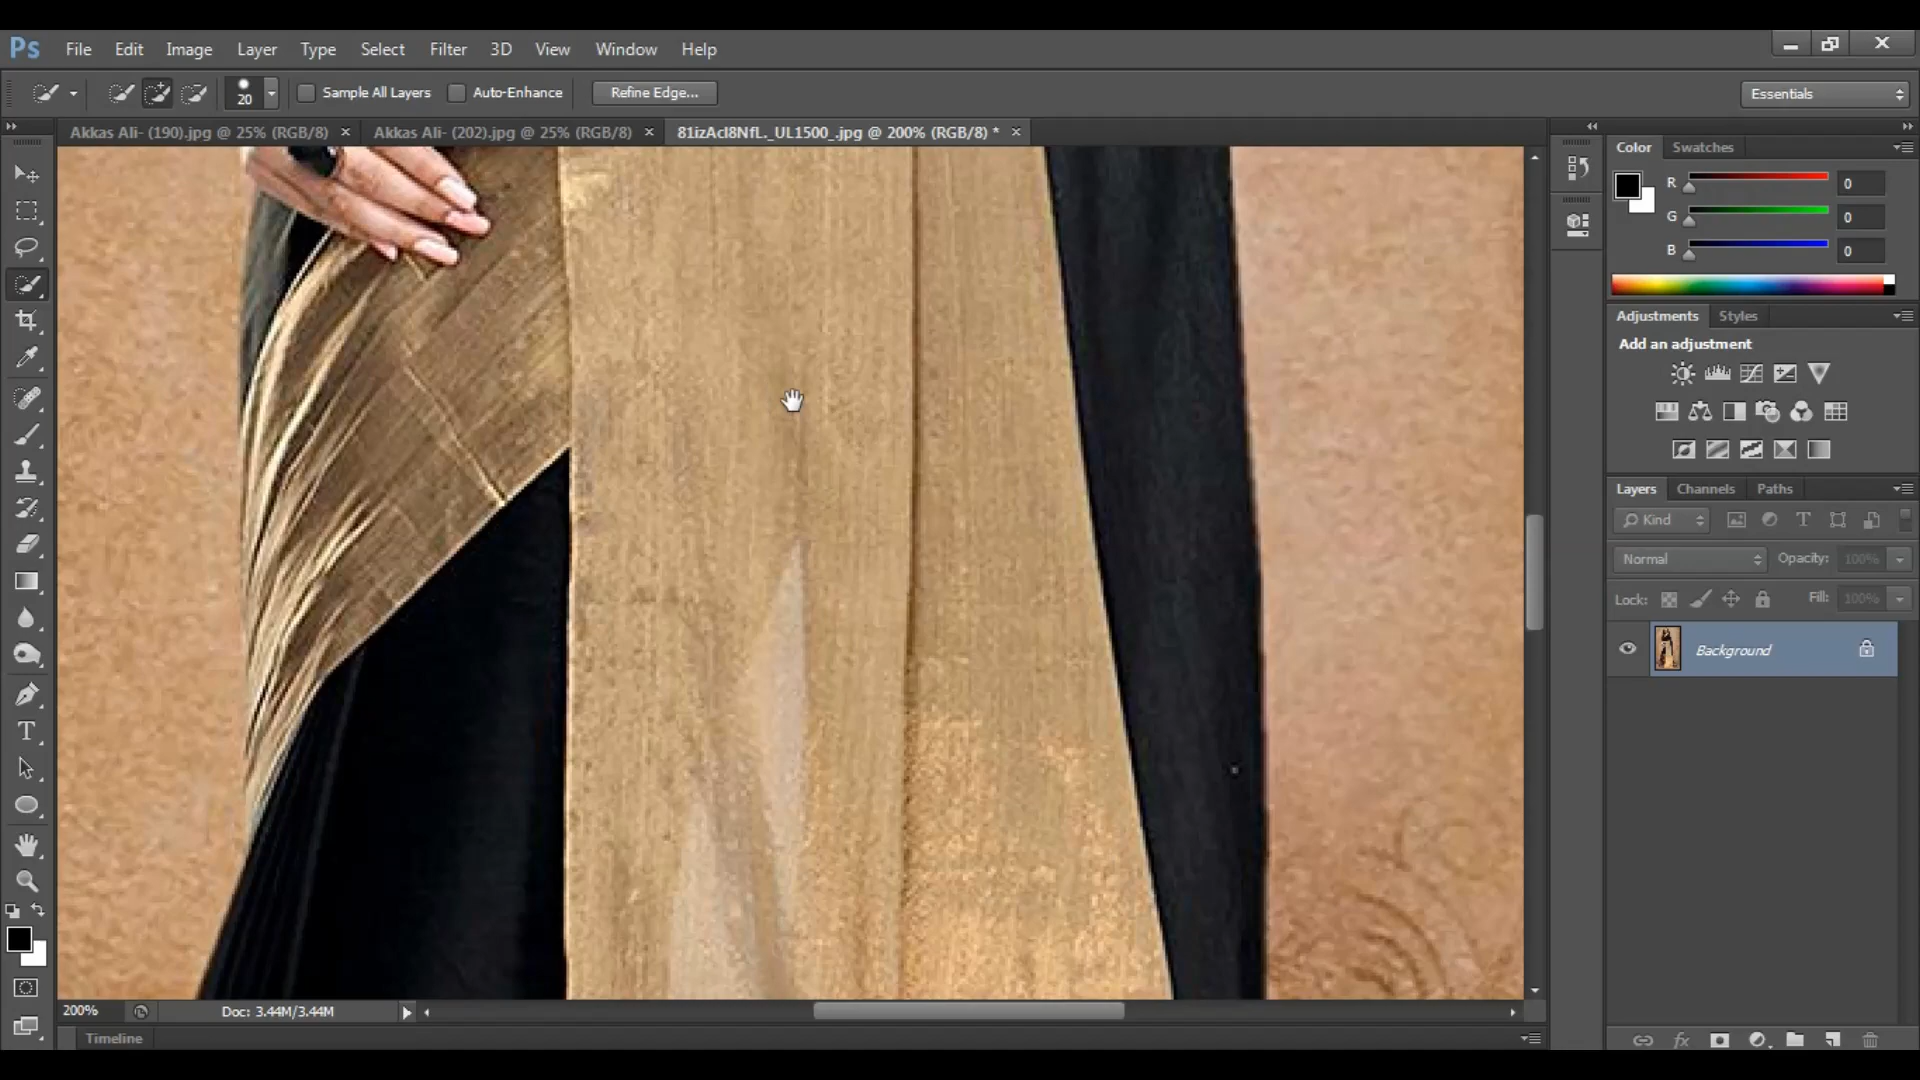 Ps File Edit Image Layer Type Select Filter 3D View Window Help
20 Sample All Layers Auto-Enhance Refine Edge... Essentials
Akkas Ali- (190).jpg @ 25% (RGB/8) × Akkas Ali- (202).jpg @ 25% (RGB/8) × 81izAcI8NfL._UL1500_.jpg @ 200% (RGB/8) * ×
Color Swatches
R 0
G 0
B 0
Adjustments Styles
Add an adjustment
Layers Channels Paths
Kind
Normal Opacity: 100%
Lock: Fill: 100%
Background
fx
200% Doc: 3.44M/3.44M
Timeline